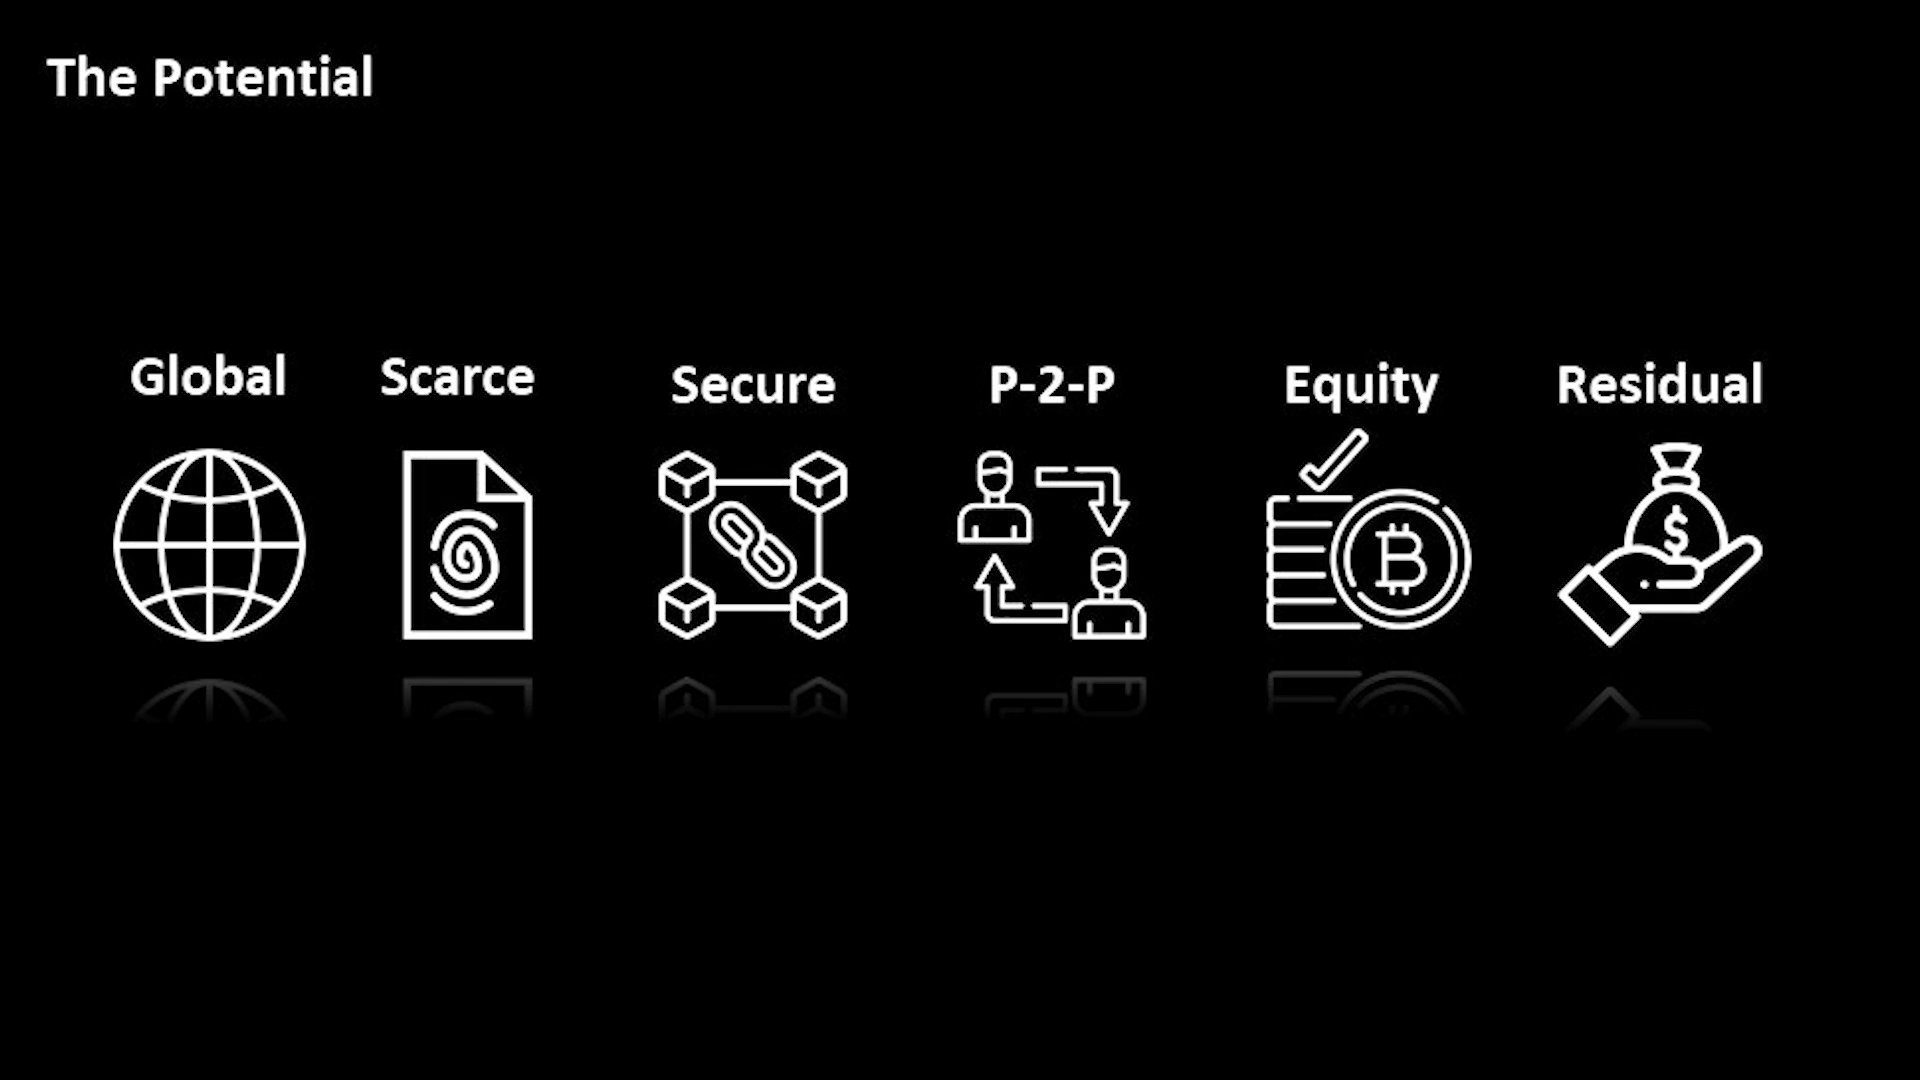 The Potential
Global Scarce Secure P-2-P Equity Residual
B
$